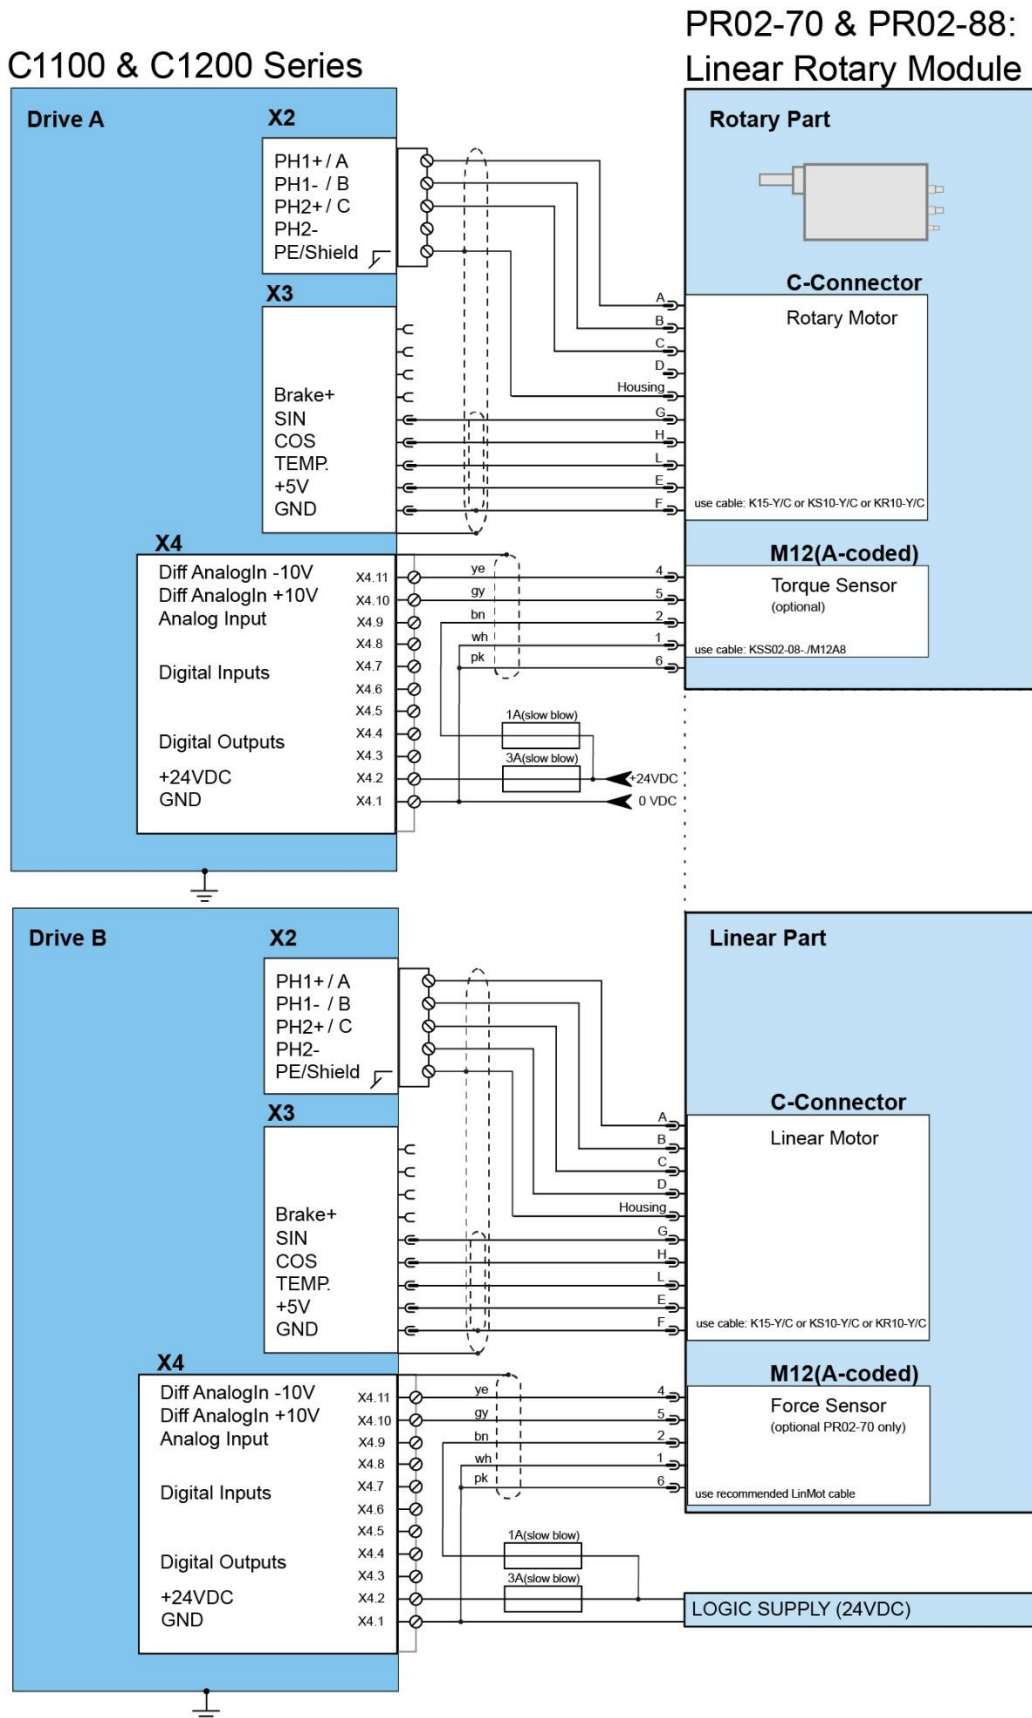 C1100 & C1200 Series
PR02-70 & PR02-88:
Linear Rotary Module
Drive A
X2
PH1+ / A
PH1- / B
PH2+ / C
PH2-
PE/Shield
X3
Brake+
SIN
COS
TEMP.
+5V
GND
X4
Diff AnalogIn -10V
Diff AnalogIn +10V
Analog Input
Digital Inputs
Digital Outputs
+24VDC
GND
X4.11
X4.10
X4.9
X4.8
X4.7
X4.6
X4.5
X4.4
X4.3
X4.2
X4.1
ye
gy
bn
wh
pk
1A(slow blow)
3A(slow blow)
+24VDC
0 VDC
A
B
C
D
Housing
G
H
L
E
F
4
5
2
1
6
Rotary Part
C-Connector
Rotary Motor
use cable: K15-Y/C or KS10-Y/C or KR10-Y/C
M12(A-coded)
Torque Sensor
(optional)
use cable: KSS02-08-./M12A8
Drive B
X2
PH1+ / A
PH1- / B
PH2+ / C
PH2-
PE/Shield
X3
Brake+
SIN
COS
TEMP.
+5V
GND
X4
Diff AnalogIn -10V
Diff AnalogIn +10V
Analog Input
Digital Inputs
Digital Outputs
+24VDC
GND
X4.11
X4.10
X4.9
X4.8
X4.7
X4.6
X4.5
X4.4
X4.3
X4.2
X4.1
ye
gy
bn
wh
pk
1A(slow blow)
3A(slow blow)
A
B
C
D
Housing
G
H
L
E
F
4
5
2
1
6
Linear Part
C-Connector
Linear Motor
use cable: K15-Y/C or KS10-Y/C or KR10-Y/C
M12(A-coded)
Force Sensor
(optional PR02-70 only)
use recommended LinMot cable
LOGIC SUPPLY (24VDC)